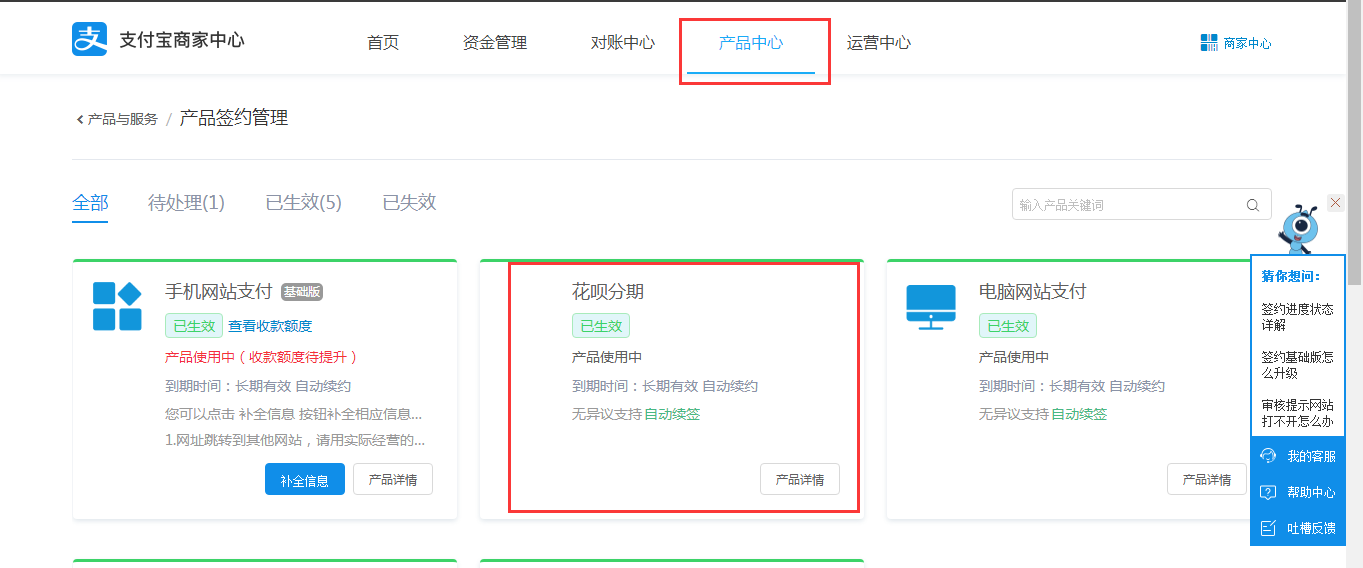 支付宝商家中心 首页 资金管理 对账中心 产品中心 运营中心 商家中心
产品与服务 / 产品签约管理
全部 待处理(1) 已生效(5) 已失效 输入产品关键词
手机网站支付 基础版
已生效 查看收款额度
产品使用中（收款额度待提升）
到期时间：长期有效 自动续约
您可以点击 补全信息 按钮补全相应信息...
1.网址跳转到其他网站，请用实际经营的...
补全信息 产品详情
花呗分期
已生效
产品使用中
到期时间：长期有效 自动续约
无异议支持 自动续签
产品详情
电脑网站支付
已生效
产品使用中
到期时间：长期有效 自动续约
无异议支持 自动续签
产品详情
猜你想问：
签约进度状态
详解
签约基础版怎
么升级
审核提示网站
打不开怎么办
我的客服
帮助中心
吐槽反馈